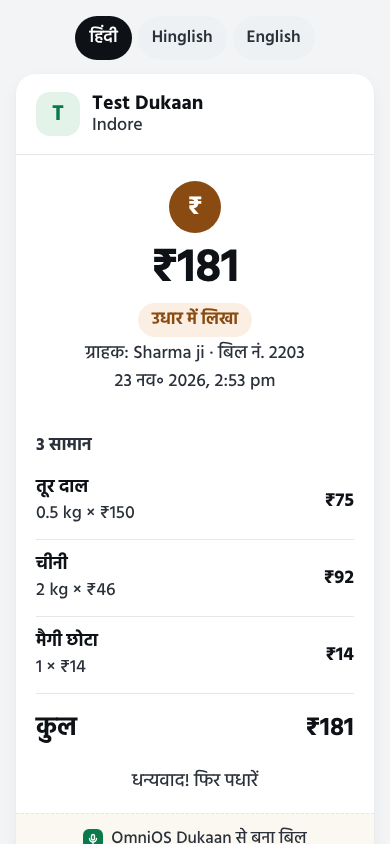 हिंदी Hinglish English
T
Test Dukaan
Indore
₹
₹181
उधार में लिखा
ग्राहक: Sharma ji · बिल नं. 2203
23 नव॰ 2026, 2:53 pm
3 सामान
तूर दाल
0.5 kg × ₹150 ₹75
चीनी
2 kg × ₹46 ₹92
मैगी छोटा
1 × ₹14 ₹14
कुल ₹181
धन्यवाद! फिर पधारें
OmniOS Dukaan से बना बिल